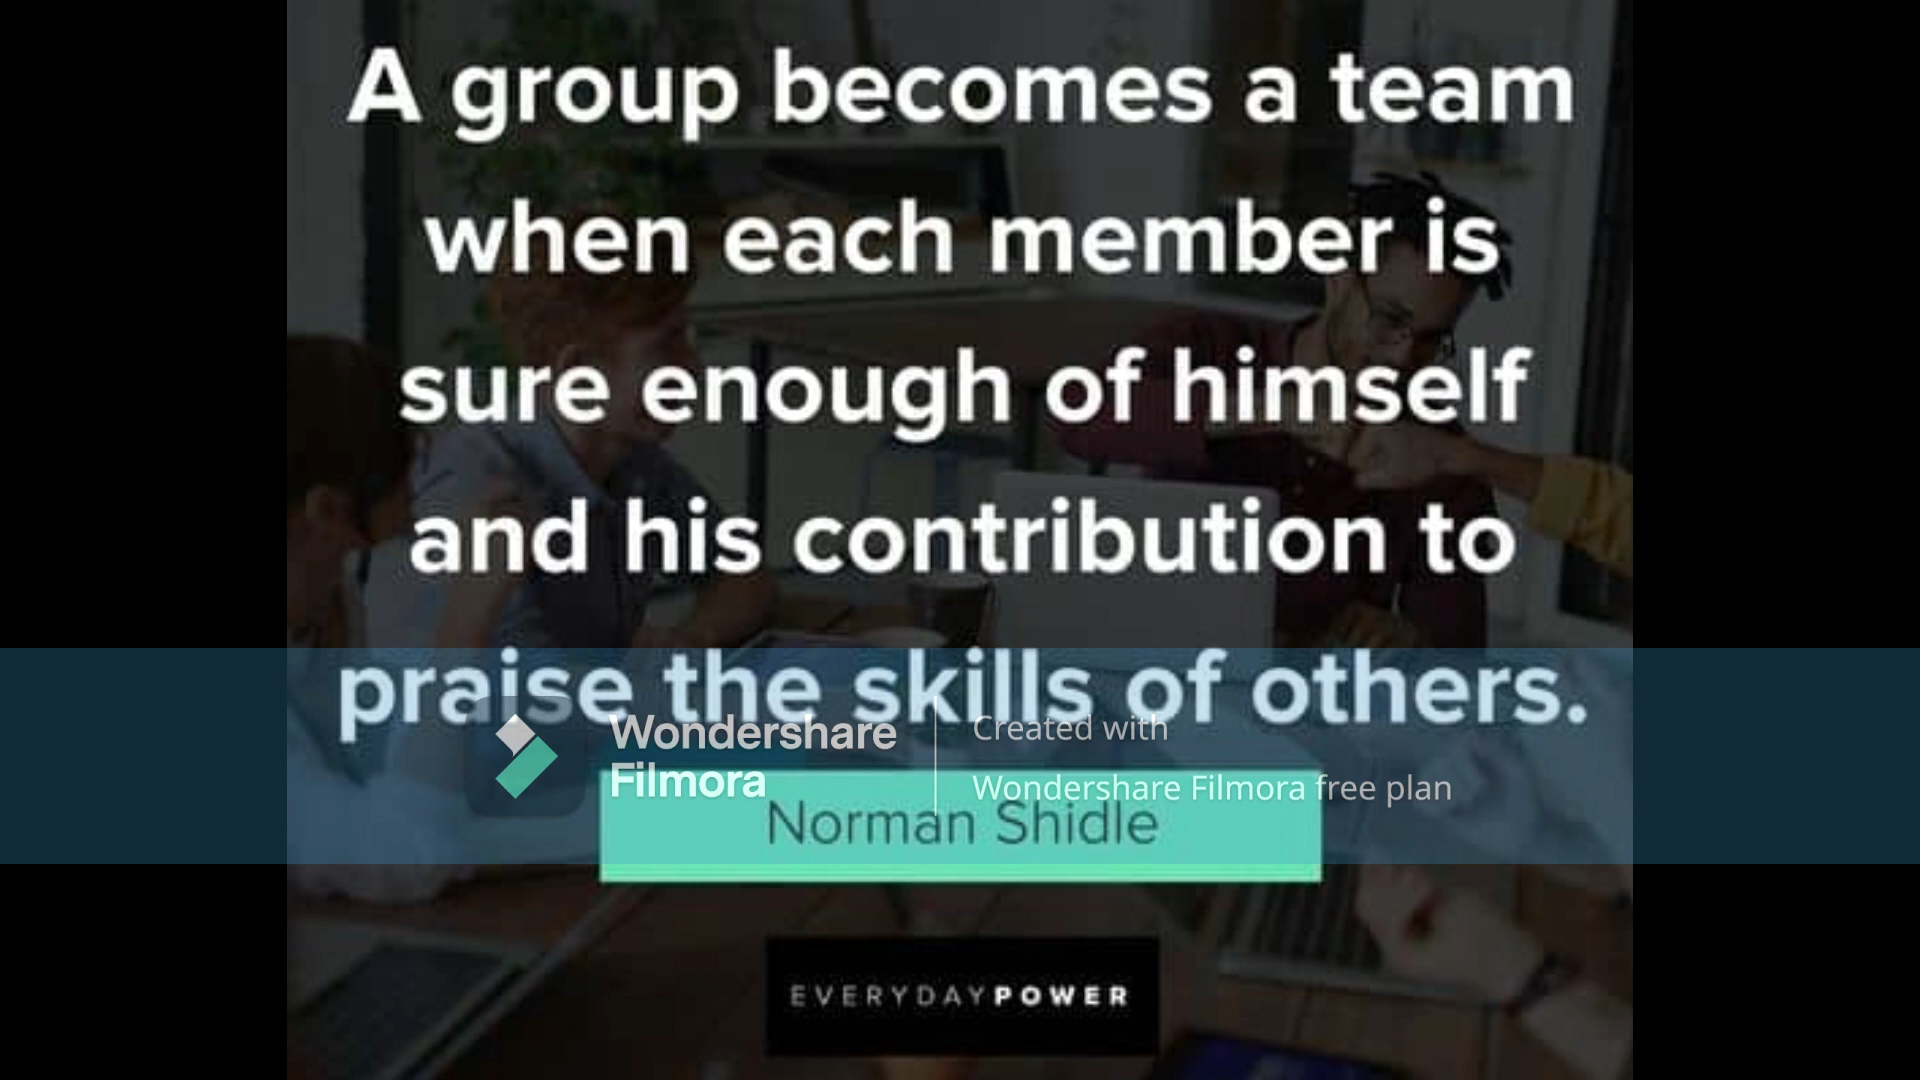 A group becomes a team
when each member is
sure enough of himself
and his contribution to
praise the skills of others.
Wondershare
Filmora
Created with
Wondershare Filmora free plan
Norman Shidle
EVERYDAYPOWER